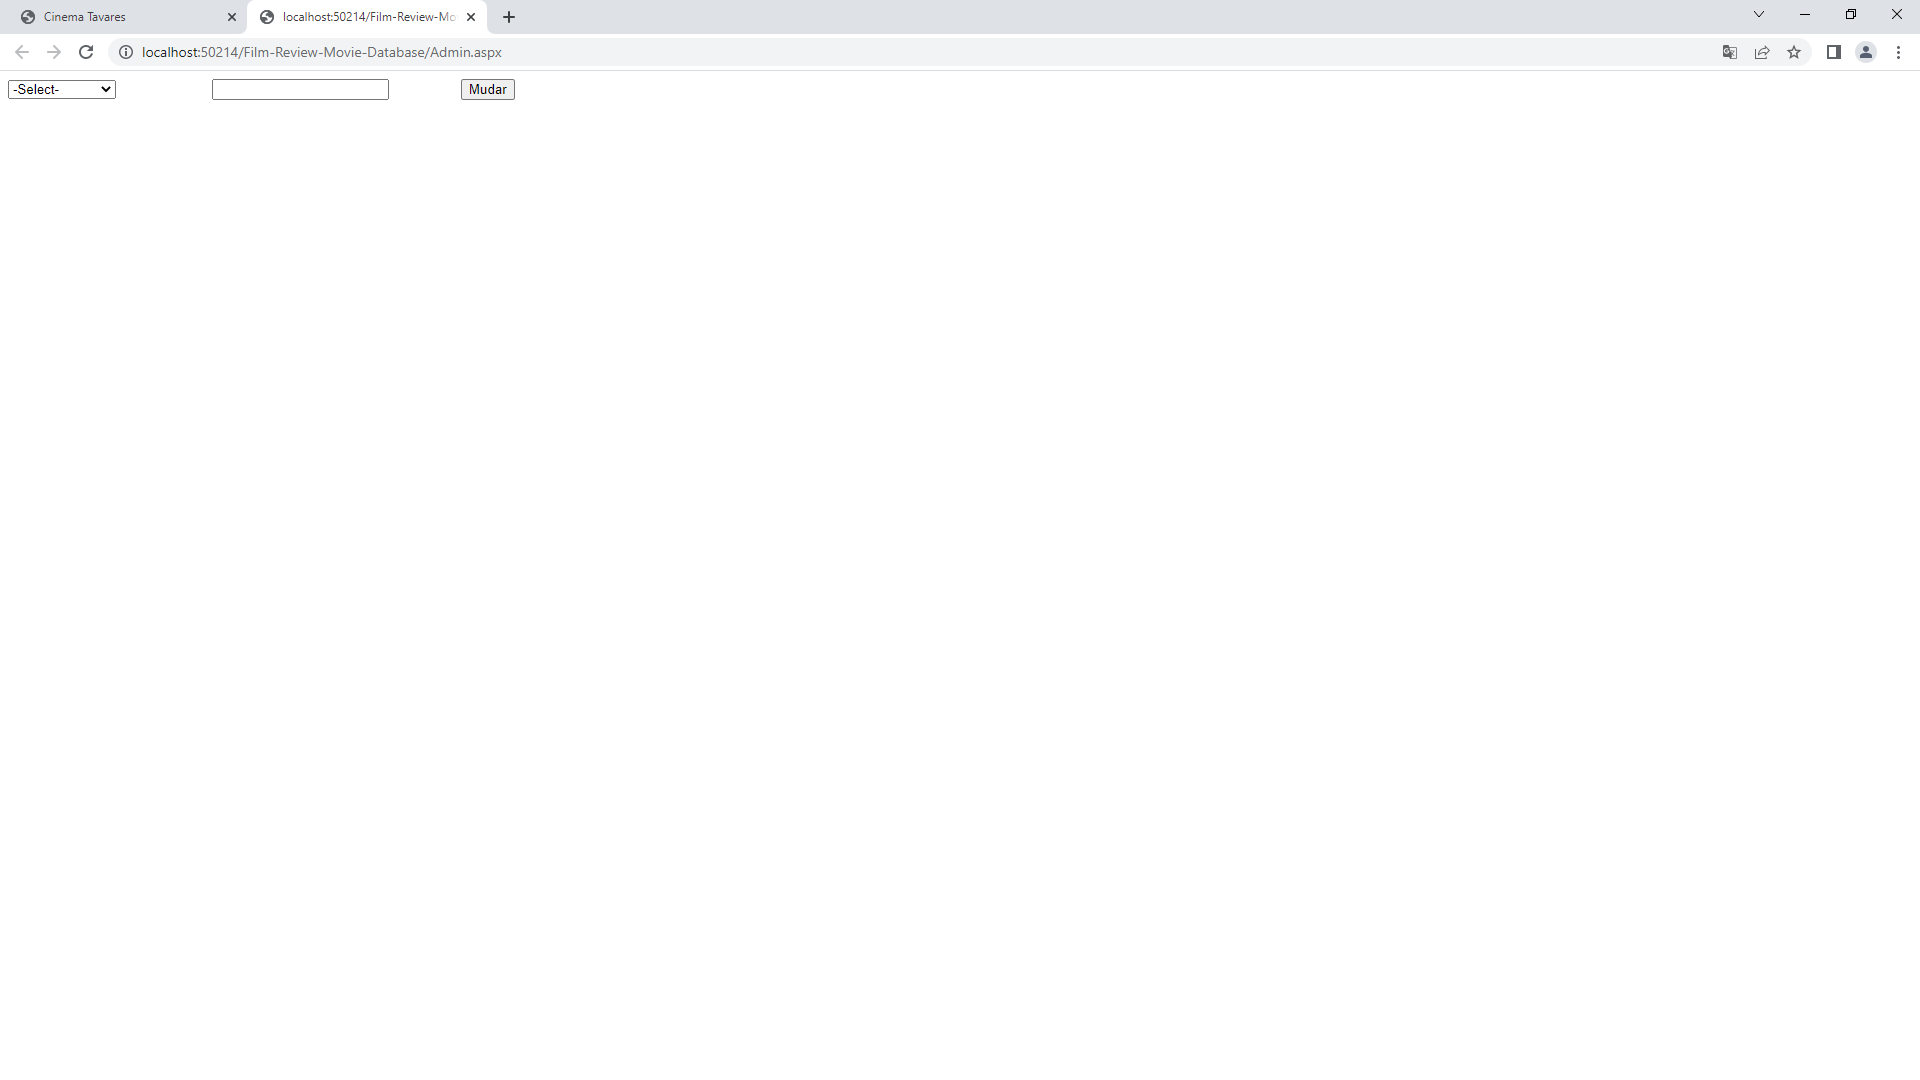 Cinema Tavares
localhost:50214/Film-Review-Mo
localhost:50214/Film-Review-Movie-Database/Admin.aspx
-Select-
Mudar